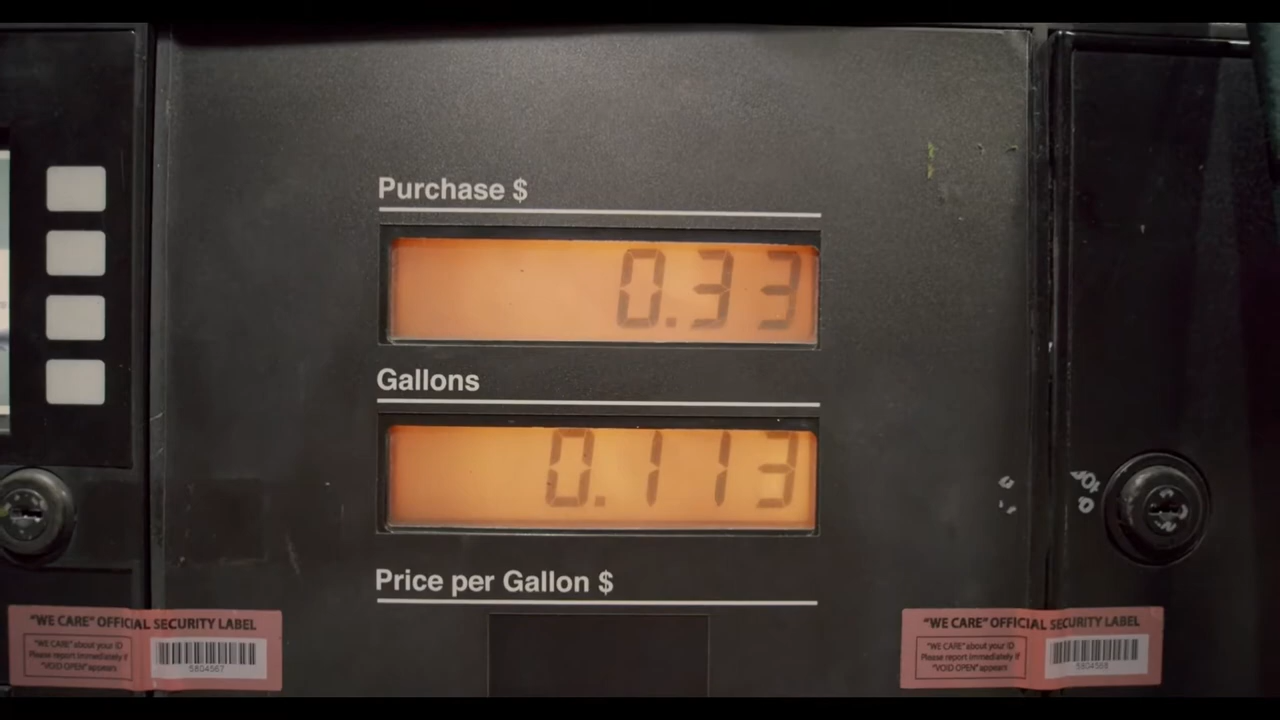 Purchase $
0.33
Gallons
0.113
Price per Gallon $
"WE CARE" OFFICIAL SECURITY LABEL
"WE CARE" about your ID
Please report immediately if
"VOID OPEN" appears
5804567
"WE CARE" OFFICIAL SECURITY LABEL
"WE CARE" about your ID
Please report immediately if
"VOID OPEN" appears
5804568